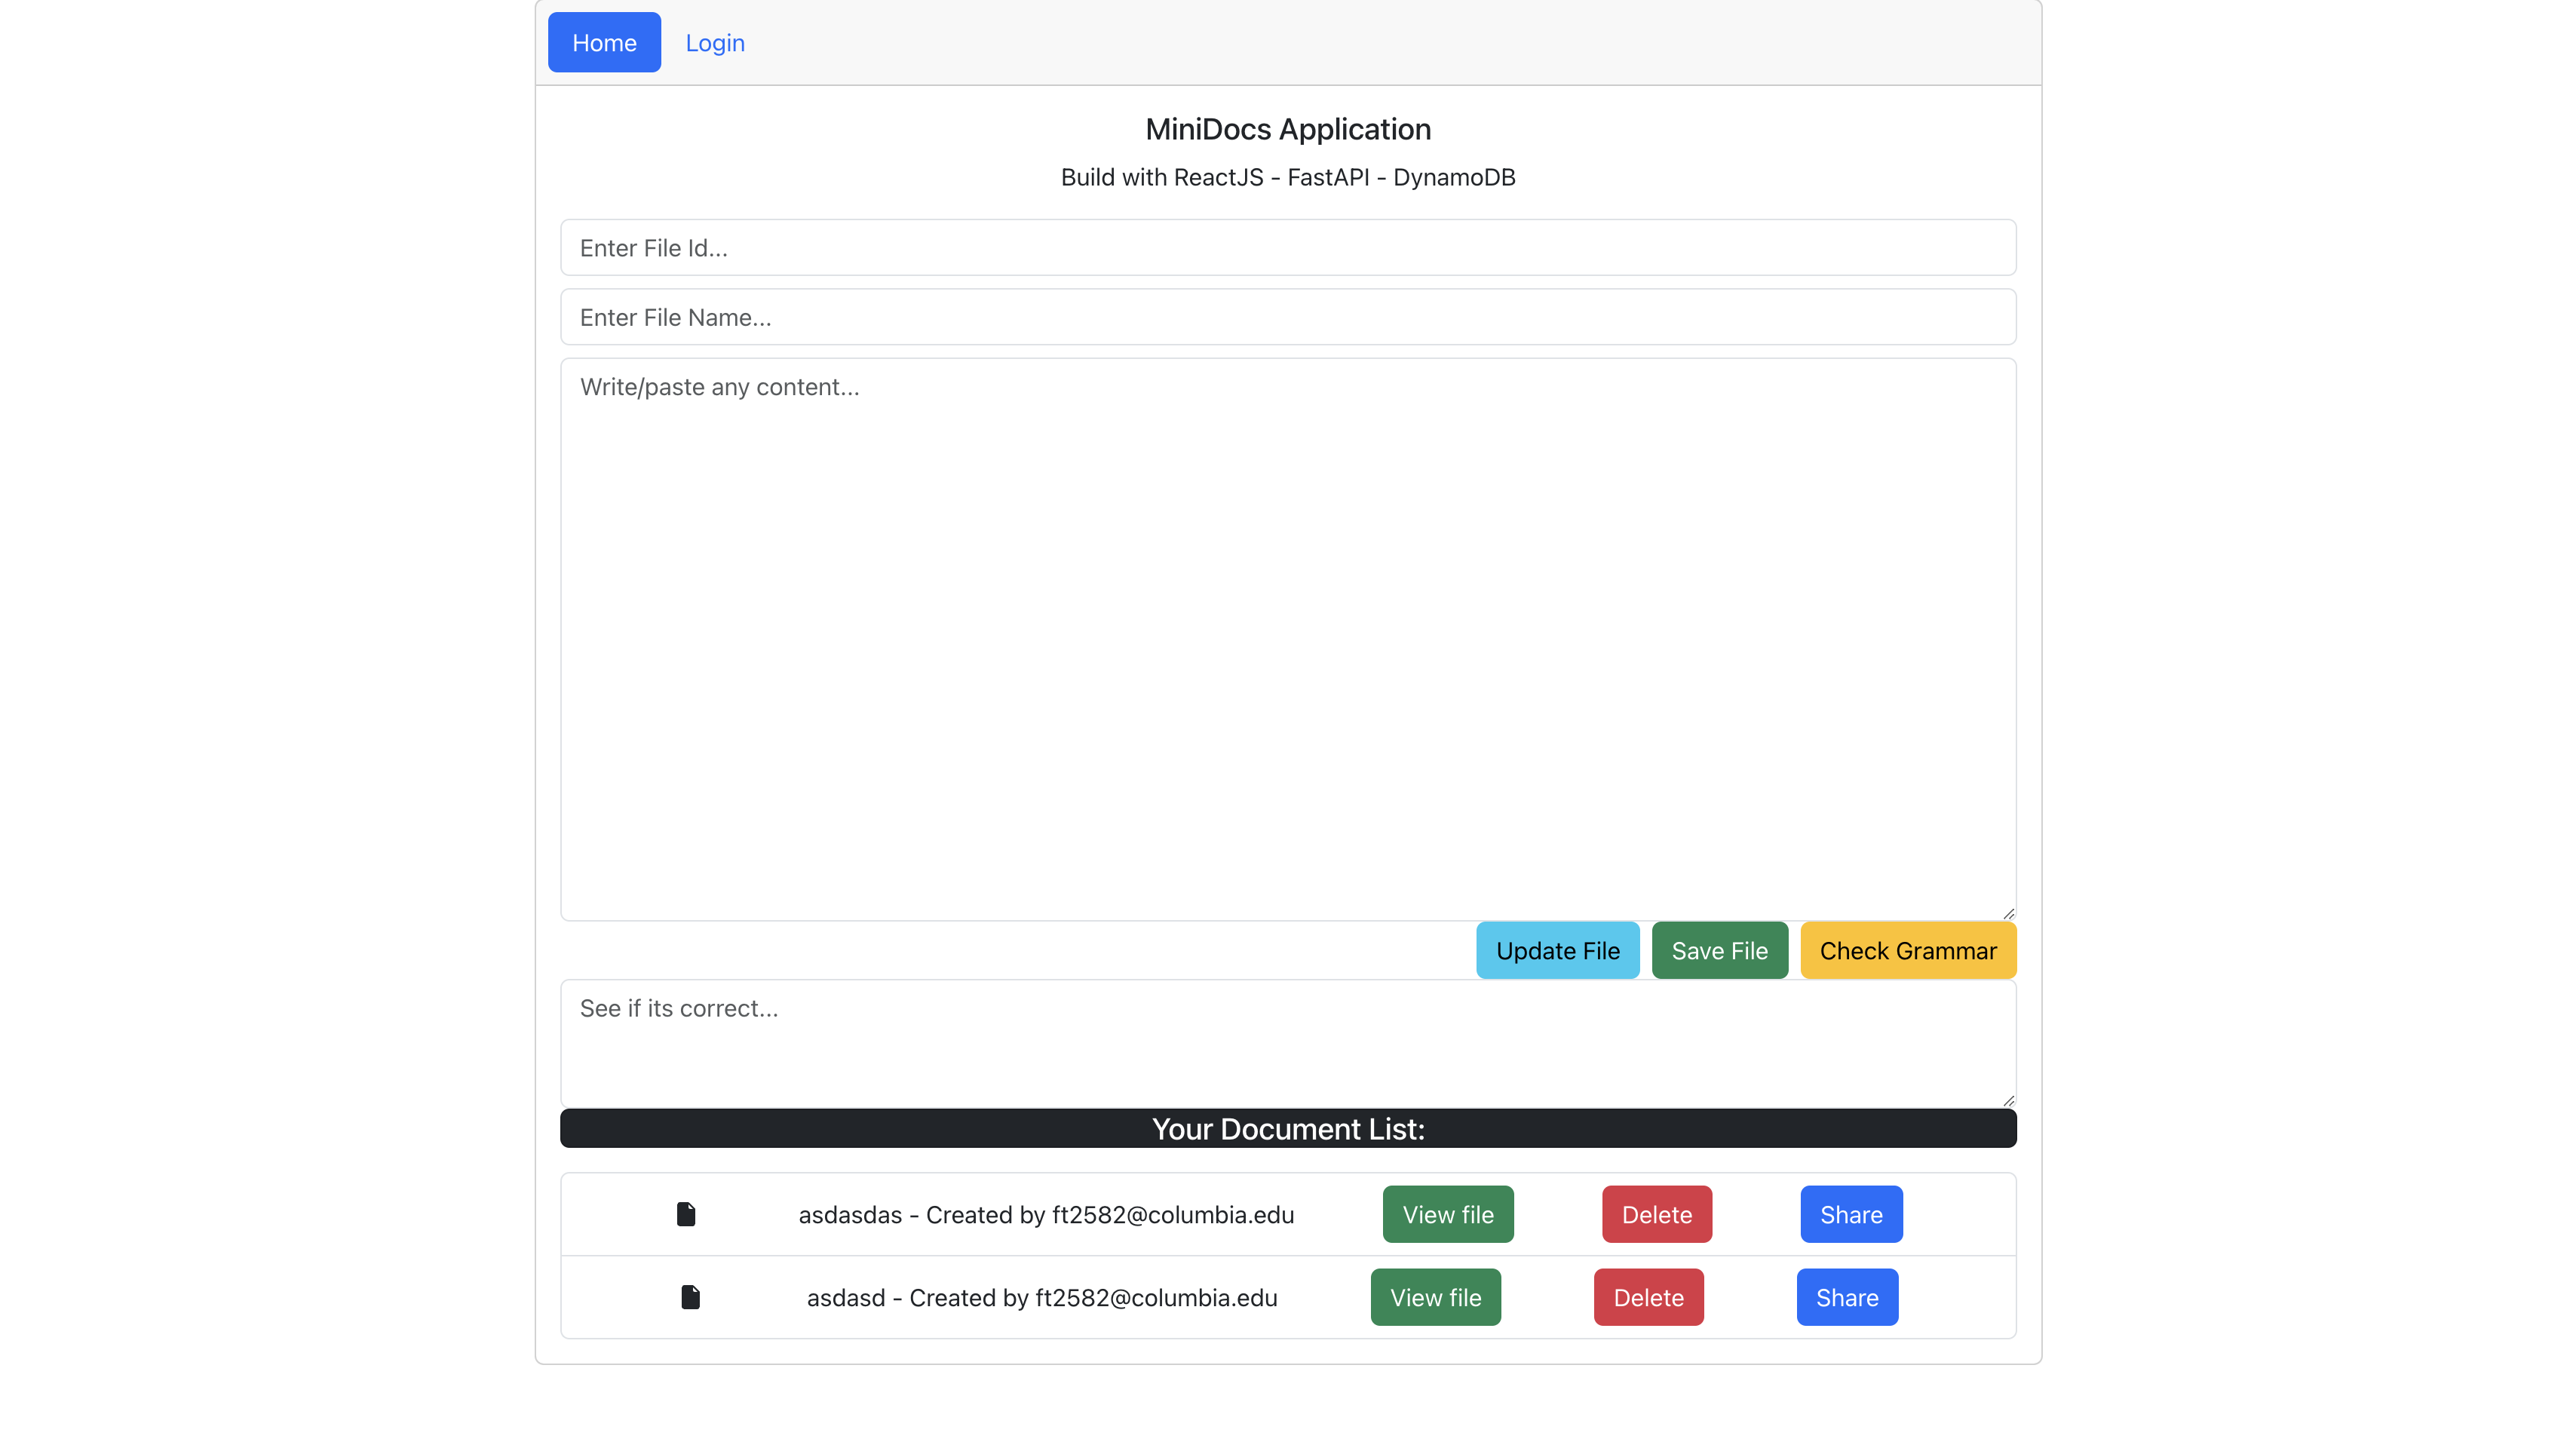 Home Login
MiniDocs Application
Build with ReactJS - FastAPI - DynamoDB
Enter File Id...
Enter File Name...
Write/paste any content...
Update File Save File Check Grammar
See if its correct...
Your Document List:
asdasdas - Created by ft2582@columbia.edu View file Delete Share
asdasd - Created by ft2582@columbia.edu View file Delete Share